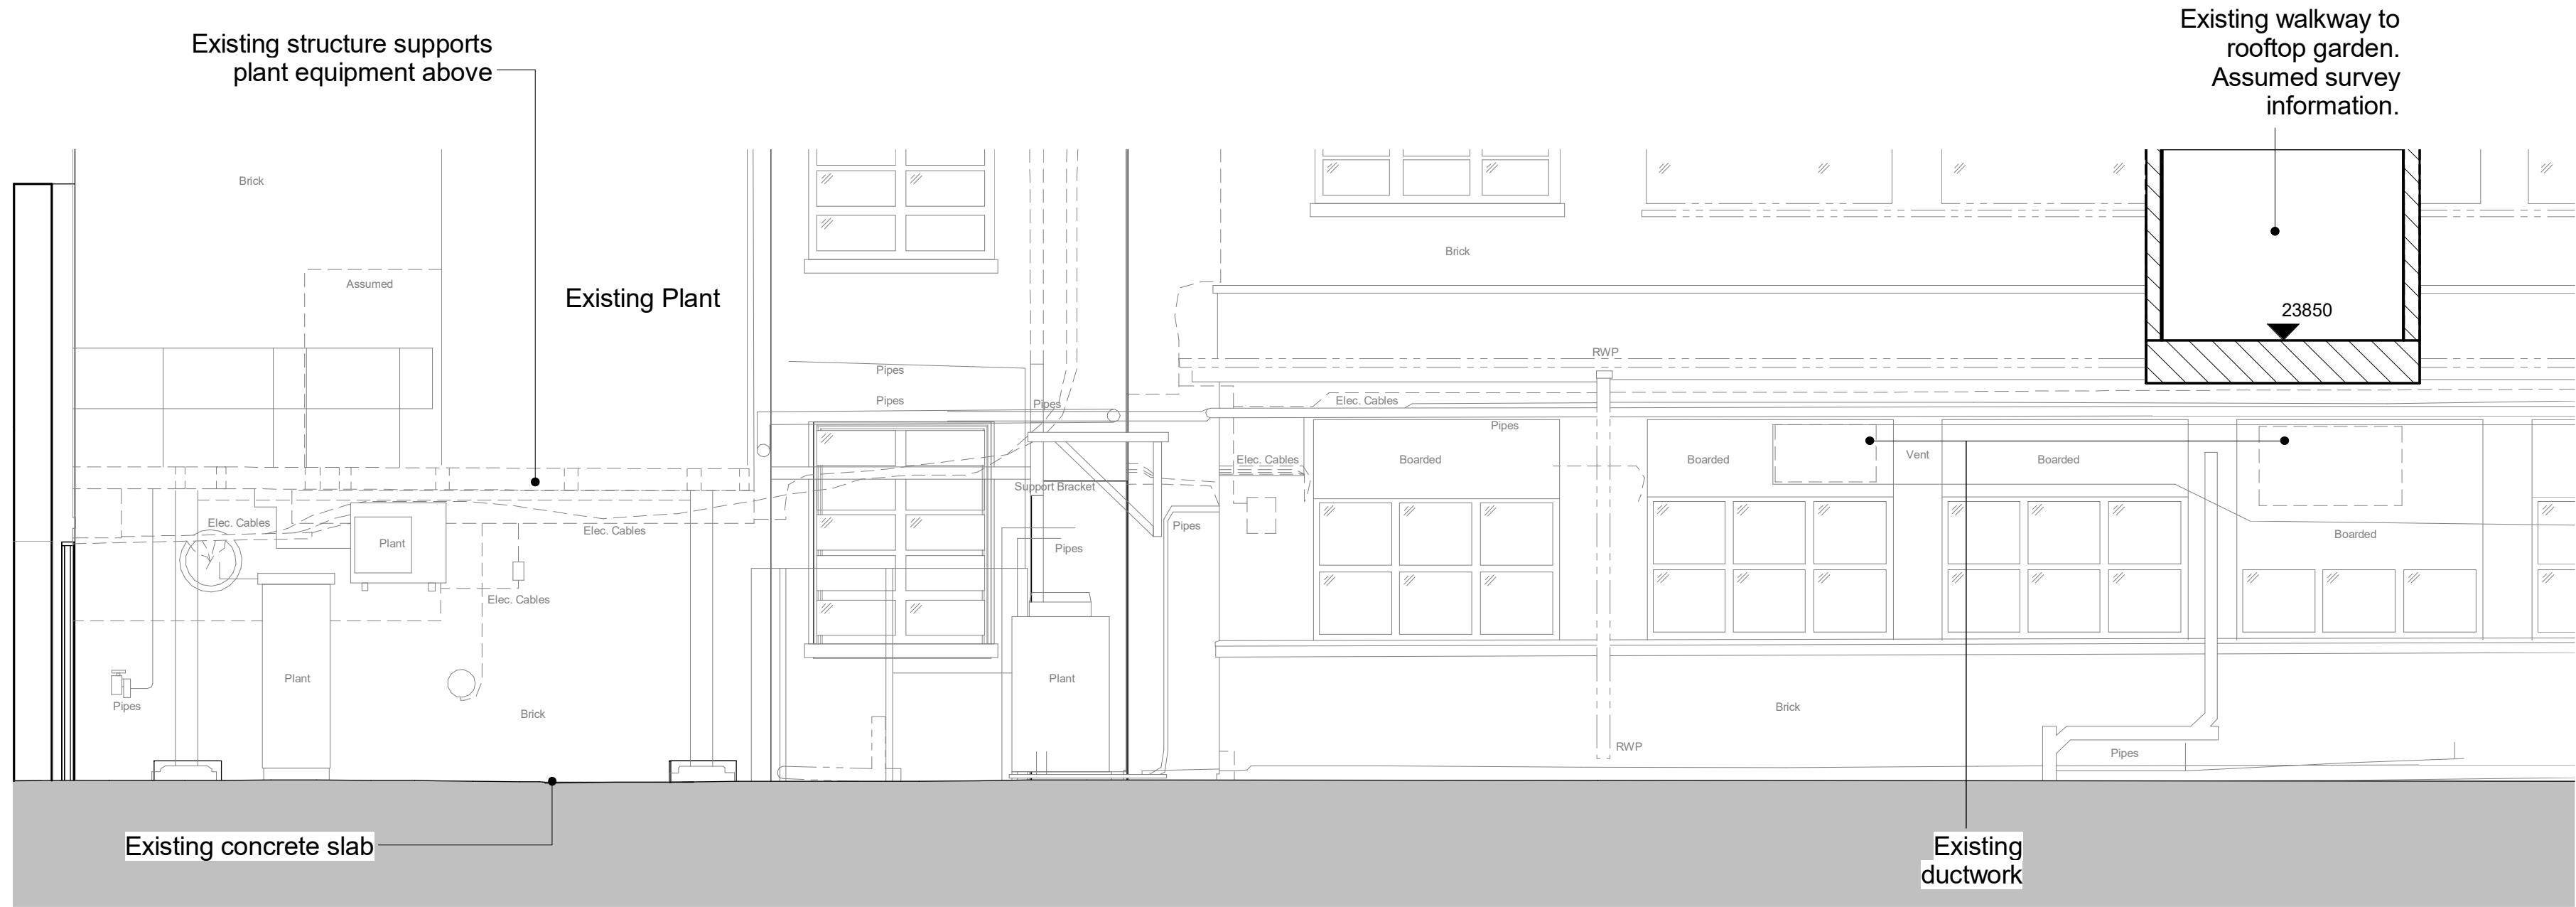 Existing structure supports
plant equipment above
Existing walkway to
rooftop garden.
Assumed survey
information.
Brick
Assumed
Existing Plant
Brick
23850
RWP
Pipes
Pipes
Pipes
Elec. Cables
Pipes
Boarded
Boarded
Vent
Boarded
Elec. Cables
Support Bracket
Elec. Cables
Elec. Cables
Pipes
Plant
Pipes
Boarded
Elec. Cables
Plant
Plant
Pipes
Brick
Brick
RWP
Pipes
Existing concrete slab
Existing
ductwork